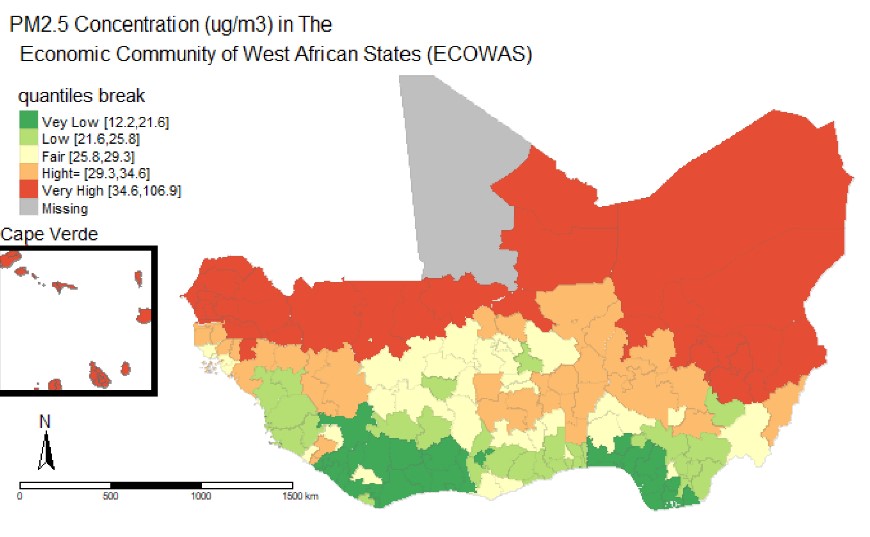 PM2.5 Concentration (ug/m3) in The
Economic Community of West African States (ECOWAS)
quantiles break
Vey Low [12.2,21.6]
Low [21.6,25.8]
Fair [25.8,29.3]
Hight= [29.3,34.6]
Very High [34.6,106.9]
Missing
Cape Verde
N
0 500 1000 1500 km